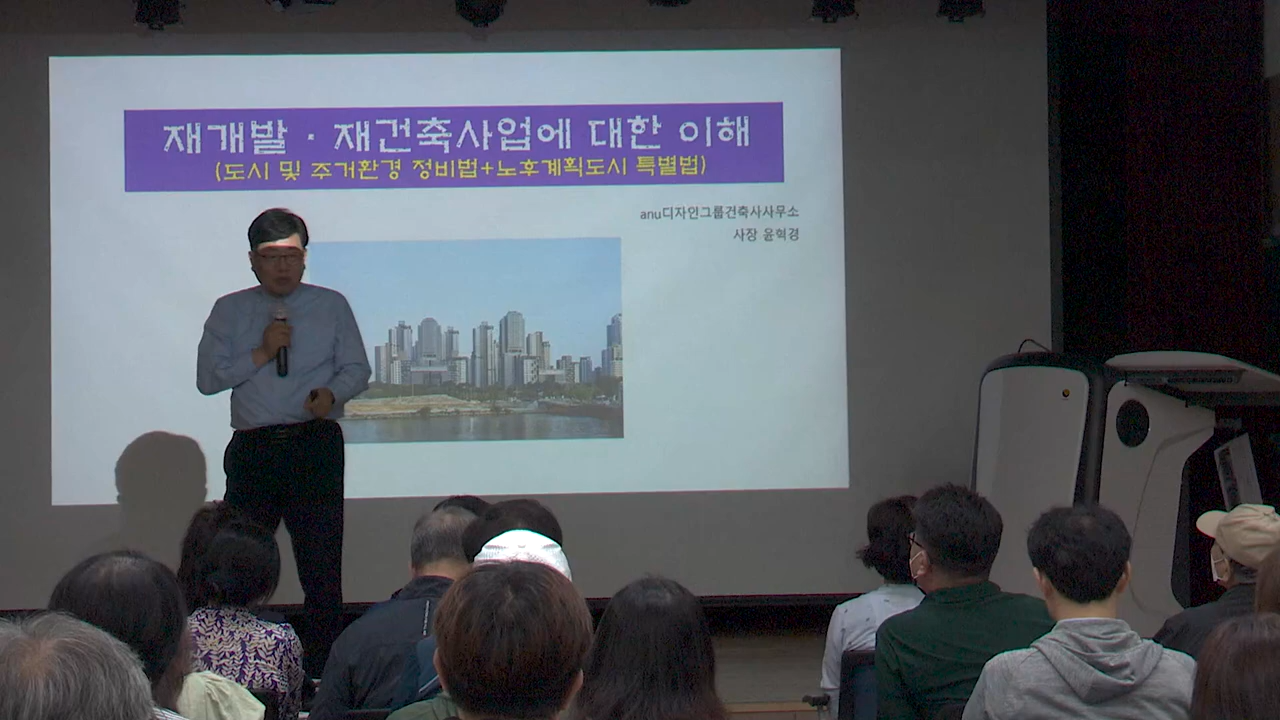 재개발 · 재건축사업에 대한 이해
(도시 및 주거환경 정비법+노후계획도시 특별법)
anu디자인그룹건축사사무소
사장 윤혁경